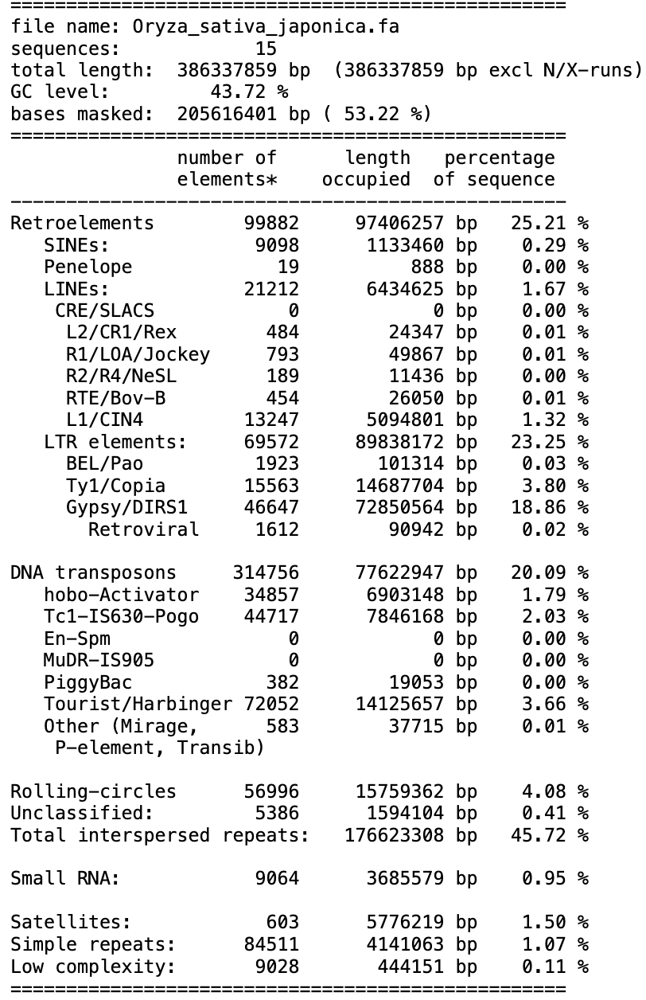 ==================================================
file name: Oryza_sativa_japonica.fa
sequences:            15
total length:  386337859 bp  (386337859 bp excl N/X-runs)
GC level:         43.72 %
bases masked:  205616401 bp ( 53.22 %)
==================================================
               number of      length   percentage
               elements*    occupied  of sequence
--------------------------------------------------
Retroelements        99882     97406257 bp   25.21 %
   SINEs:             9098      1133460 bp    0.29 %
   Penelope             19          888 bp    0.00 %
   LINEs:            21212      6434625 bp    1.67 %
    CRE/SLACS            0            0 bp    0.00 %
     L2/CR1/Rex        484        24347 bp    0.01 %
     R1/LOA/Jockey     793        49867 bp    0.01 %
     R2/R4/NeSL        189        11436 bp    0.00 %
     RTE/Bov-B         454        26050 bp    0.01 %
     L1/CIN4         13247      5094801 bp    1.32 %
   LTR elements:     69572     89838172 bp   23.25 %
     BEL/Pao          1923       101314 bp    0.03 %
     Ty1/Copia       15563     14687704 bp    3.80 %
     Gypsy/DIRS1     46647     72850564 bp   18.86 %
       Retroviral     1612        90942 bp    0.02 %

DNA transposons     314756     77622947 bp   20.09 %
   hobo-Activator    34857      6903148 bp    1.79 %
   Tc1-IS630-Pogo    44717      7846168 bp    2.03 %
   En-Spm                0            0 bp    0.00 %
   MuDR-IS905            0            0 bp    0.00 %
   PiggyBac            382        19053 bp    0.00 %
   Tourist/Harbinger 72052     14125657 bp    3.66 %
   Other (Mirage,      583        37715 bp    0.01 %
    P-element, Transib)

Rolling-circles      56996     15759362 bp    4.08 %
Unclassified:         5386      1594104 bp    0.41 %
Total interspersed repeats:   176623308 bp   45.72 %

Small RNA:            9064      3685579 bp    0.95 %

Satellites:            603      5776219 bp    1.50 %
Simple repeats:      84511      4141063 bp    1.07 %
Low complexity:       9028       444151 bp    0.11 %
==================================================